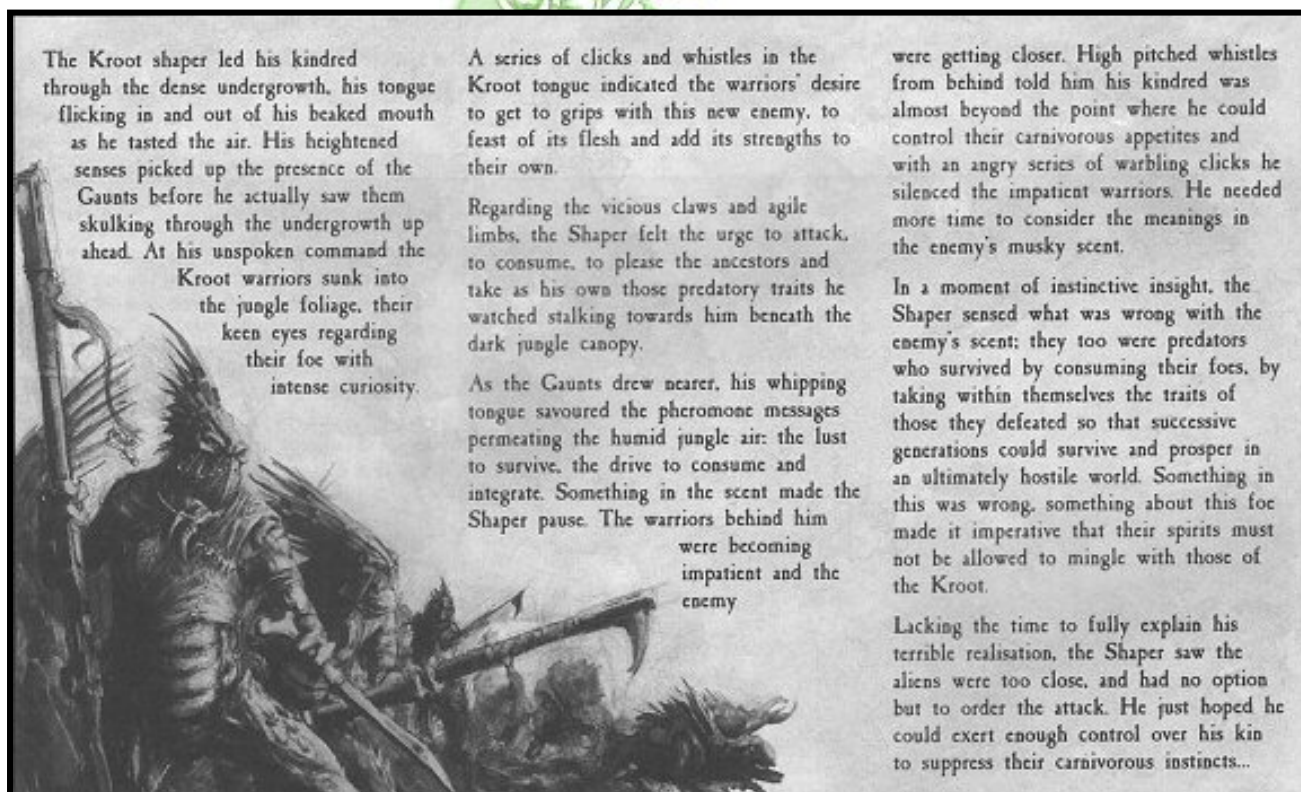 The Kroot shaper led his kindred
through the dense undergrowth, his tongue
flicking in and out of his beaked mouth
as he tasted the air. His heightened
senses picked up the presence of the
Gaunts before he actually saw them
skulking through the undergrowth up
ahead. At his unspoken command the
Kroot warriors sunk into
the jungle foliage, their
keen eyes regarding
their foe with
intense curiosity.
A series of clicks and whistles in the
Kroot tongue indicated the warriors' desire
to get to grips with this new enemy, to
feast of its flesh and add its strengths to
their own.
Regarding the vicious claws and agile
limbs, the Shaper felt the urge to attack,
to consume, to please the ancestors and
take as his own those predatory traits he
watched stalking towards him beneath the
dark jungle canopy.
As the Gaunts drew nearer, his whipping
tongue savoured the pheromone messages
permeating the humid jungle air: the lust
to survive, the drive to consume and
integrate. Something in the scent made the
Shaper pause. The warriors behind him
were becoming
impatient and the
enemy
were getting closer. High pitched whistles
from behind told him his kindred was
almost beyond the point where he could
control their carnivorous appetites and
with an angry series of warbling clicks he
silenced the impatient warriors. He needed
more time to consider the meanings in
the enemy's musky scent.
In a moment of instinctive insight, the
Shaper sensed what was wrong with the
enemy's scent; they too were predators
who survived by consuming their foes, by
taking within themselves the traits of
those they defeated so that successive
generations could survive and prosper in
an ultimately hostile world. Something in
this was wrong, something about this foe
made it imperative that their spirits must
not be allowed to mingle with those of
the Kroot.
Lacking the time to fully explain his
terrible realisation, the Shaper saw the
aliens were too close, and had no option
but to order the attack. He just hoped he
could exert enough control over his kin
to suppress their carnivorous instincts...